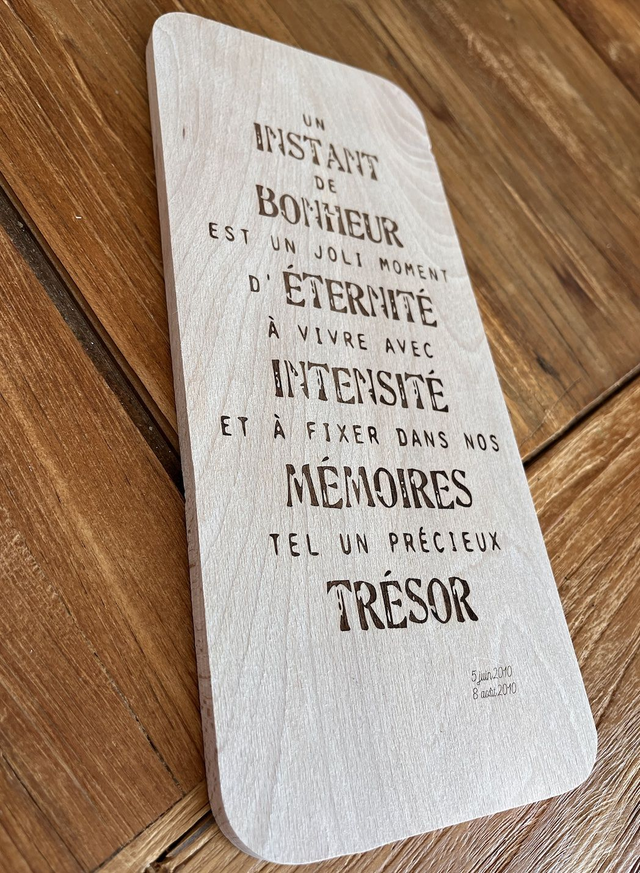 UN
INSTANT
DE
BONHEUR
EST UN JOLI MOMENT
D'ÉTERNITÉ
À VIVRE AVEC
INTENSITÉ
ET À FIXER DANS NOS
MÉMOIRES
TEL UN PRÉCIEUX
TRÉSOR
5 juin 2010
8 août 2010